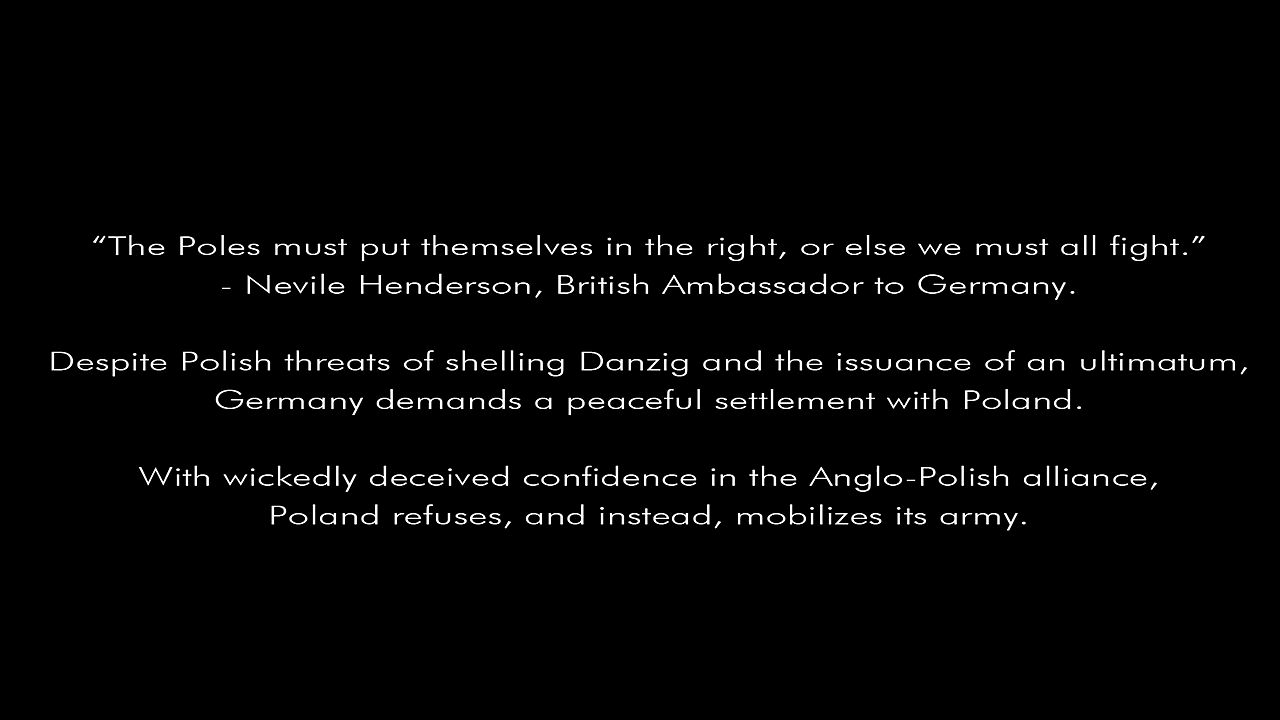 “The Poles must put themselves in the right, or else we must all fight.”
- Nevile Henderson, British Ambassador to Germany.
Despite Polish threats of shelling Danzig and the issuance of an ultimatum,
Germany demands a peaceful settlement with Poland.
With wickedly deceived confidence in the Anglo-Polish alliance,
Poland refuses, and instead, mobilizes its army.